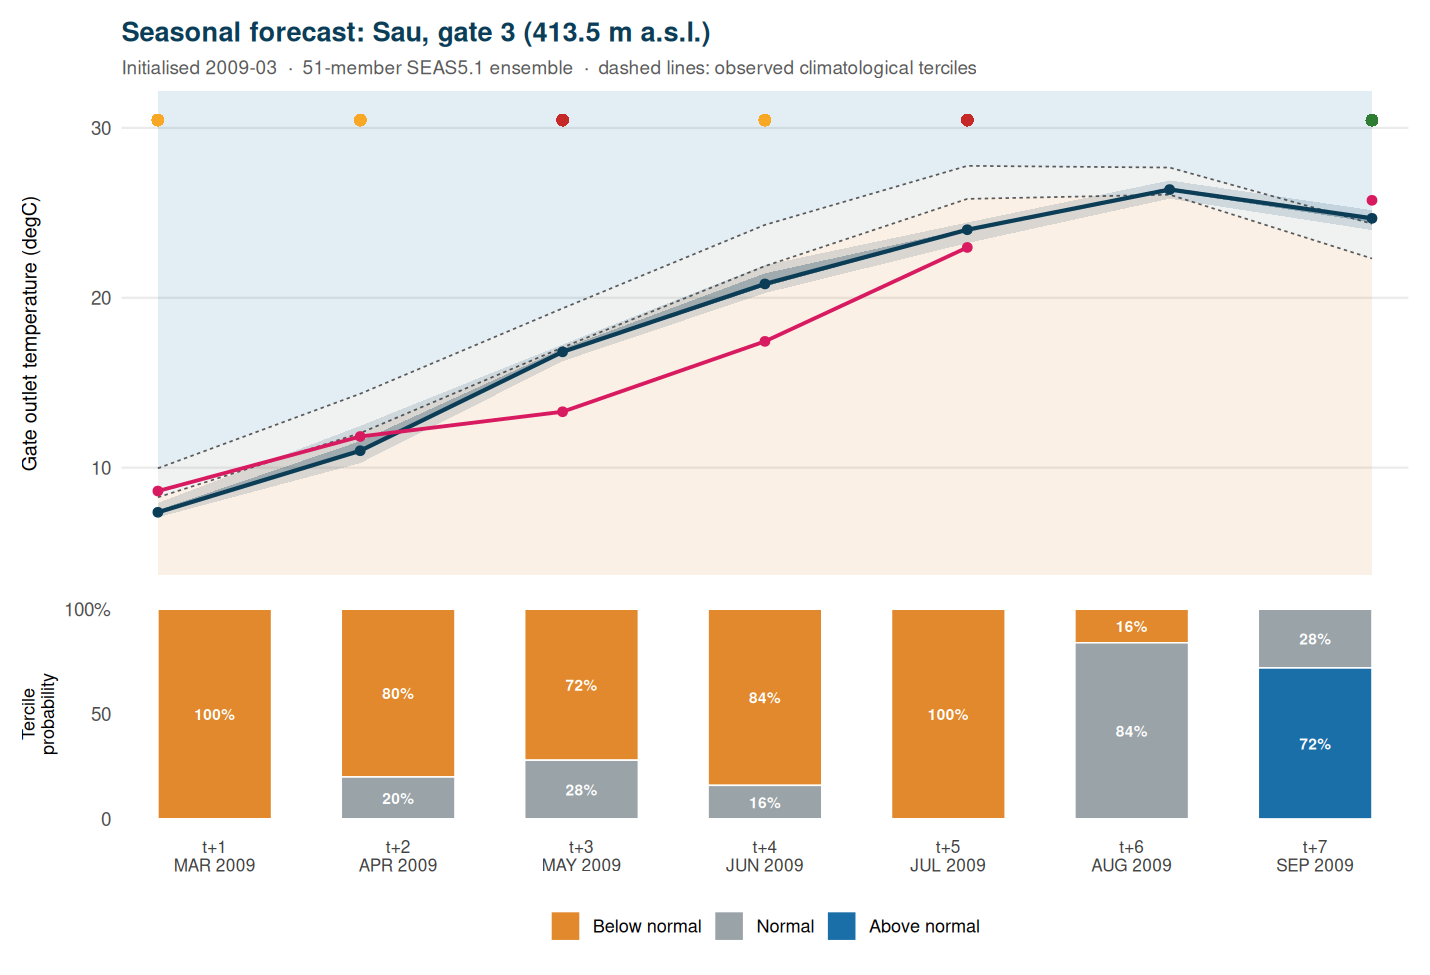 Seasonal forecast: Sau, gate 3 (413.5 m a.s.l.)
Initialised 2009-03 · 51-member SEAS5.1 ensemble · dashed lines: observed climatological terciles
Gate outlet temperature (degC)
30
20
10
Tercile
probability
100%
50
0
100%
80%
20%
72%
28%
84%
16%
100%
16%
84%
28%
72%
t+1
MAR 2009
t+2
APR 2009
t+3
MAY 2009
t+4
JUN 2009
t+5
JUL 2009
t+6
AUG 2009
t+7
SEP 2009
Below normal
Normal
Above normal